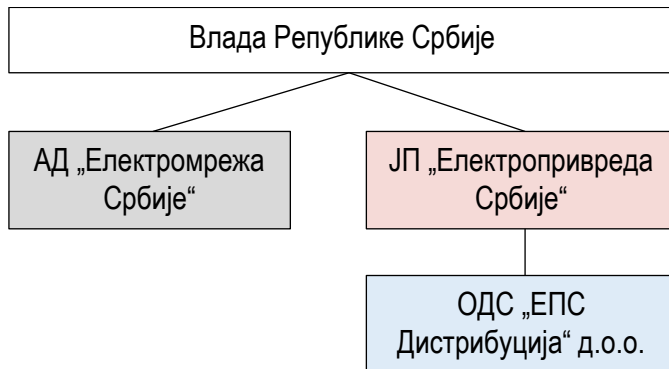 Влада Републике Србије
АД „Електромрежа
Србије“
ЈП „Електропривреда
Србије“
ОДС „ЕПС
Дистрибуција“ д.о.о.